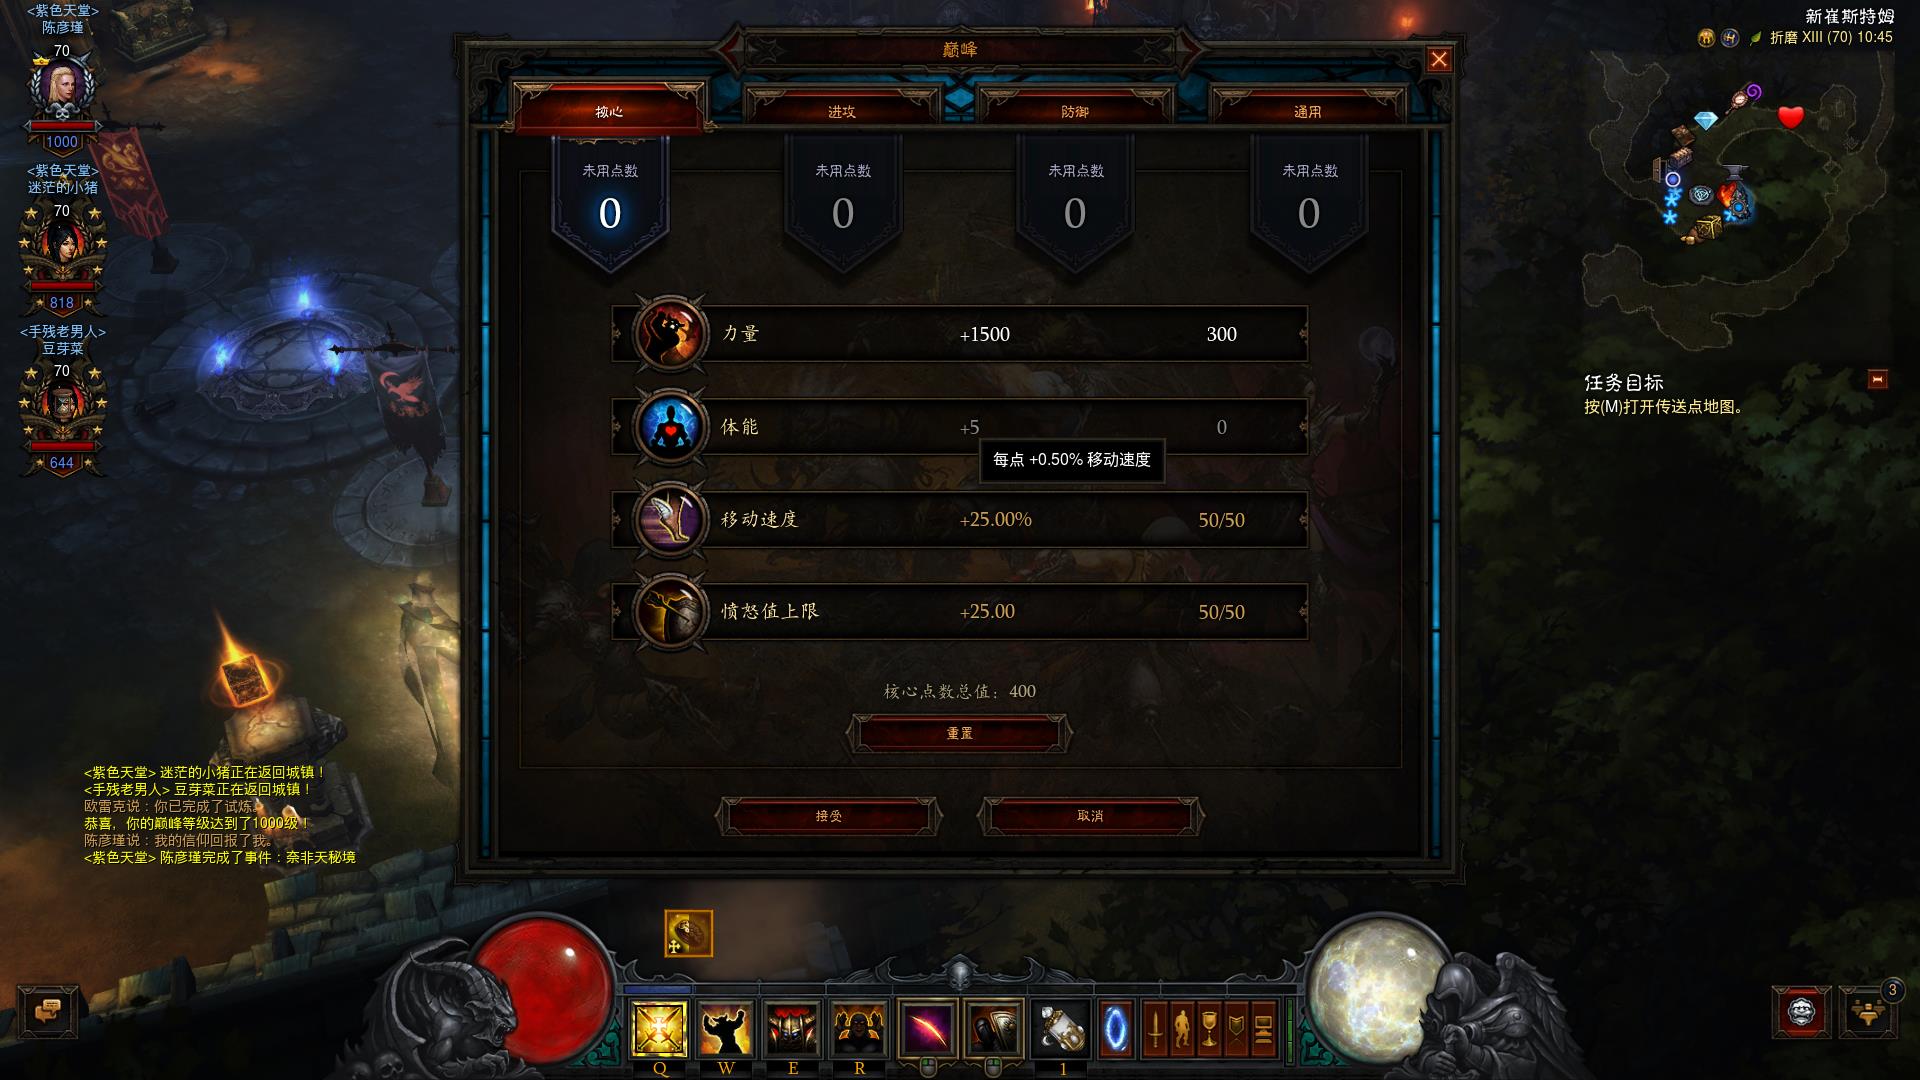 <紫色天堂>
陈彦瑾
70
1000
<紫色天堂>
迷茫的小猪
70
818
<手残老男人>
豆芽菜
70
644
巅峰
核心
进攻
防御
通用
未用点数
0
未用点数
0
未用点数
0
未用点数
0
力量 +1500 300
体能 +5 0
每点 +0.50% 移动速度
移动速度 +25.00% 50/50
愤怒值上限 +25.00 50/50
核心点数总值：400
重置
接受
取消
新崔斯特姆
折磨 XIII (70) 10:45
任务目标
按(M)打开传送点地图。
<紫色天堂> 迷茫的小猪正在返回城镇！
<手残老男人> 豆芽菜正在返回城镇！
欧雷克说：你已完成了试炼。
恭喜，你的巅峰等级达到了1000级！
陈彦瑾说：我的信仰回报了我。
<紫色天堂> 陈彦瑾完成了事件：奈非天秘境
Q
W
E
R
1
3